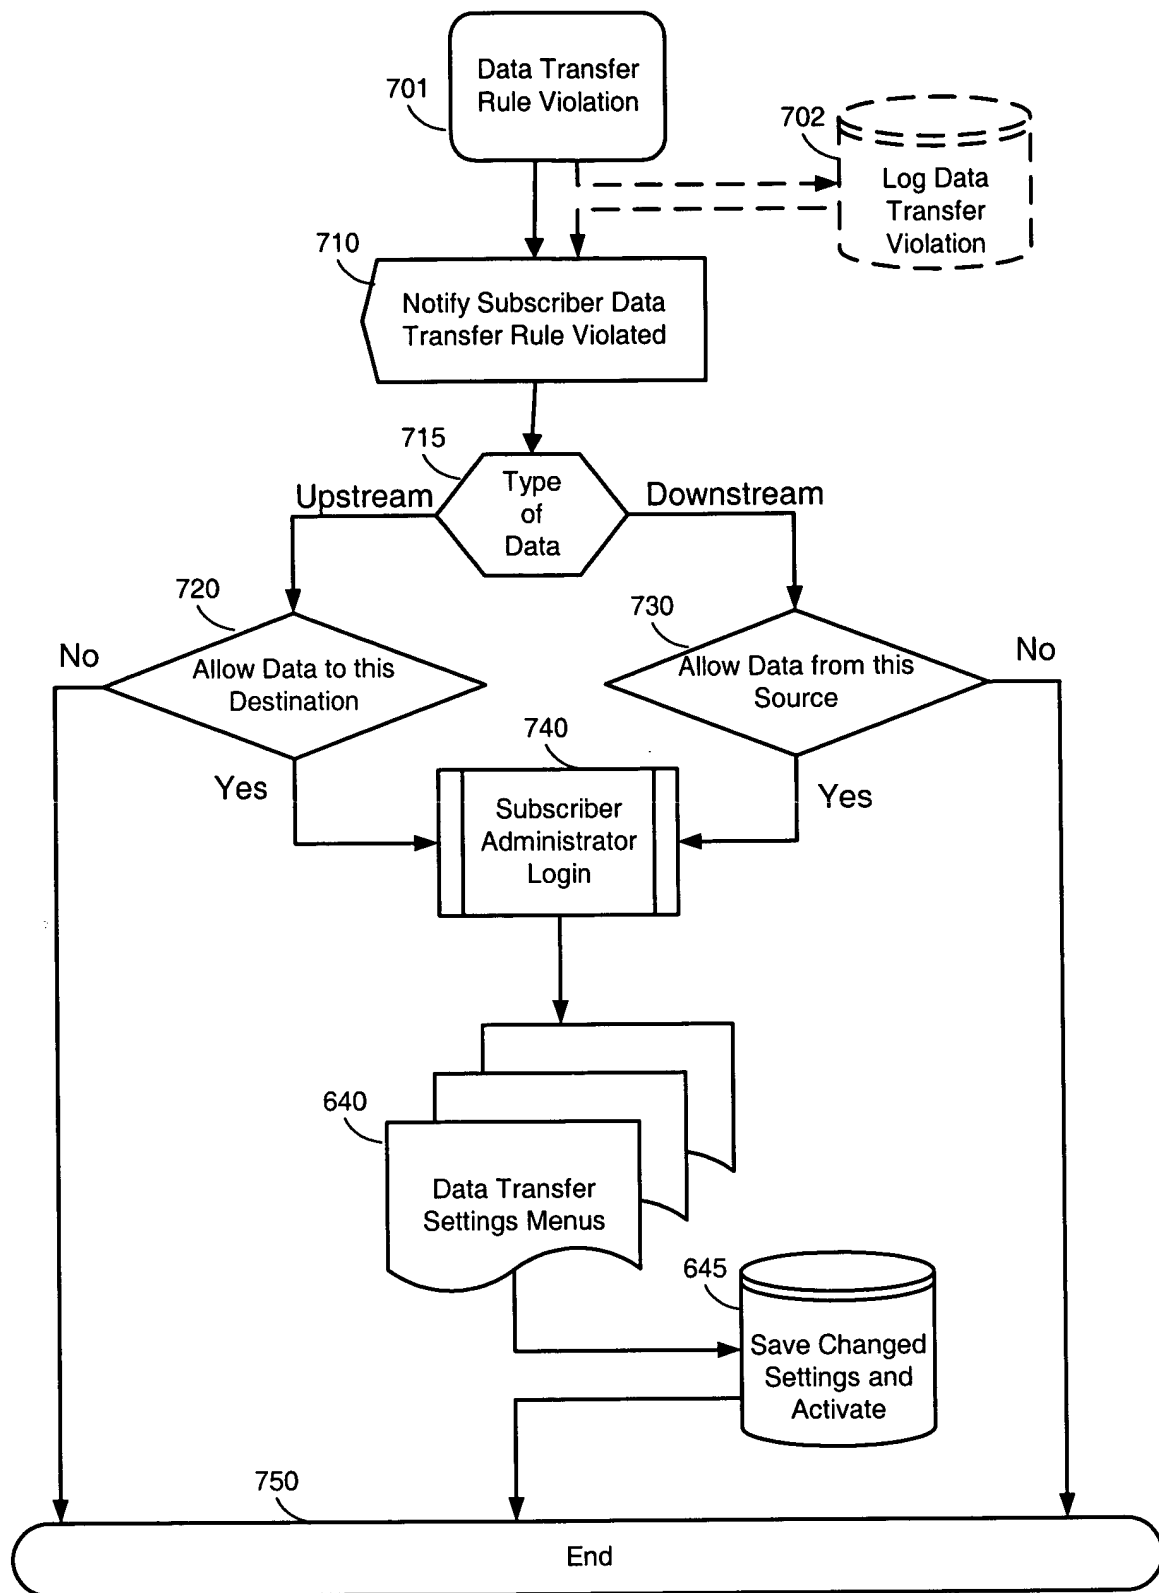 701
Data Transfer
Rule Violation
702
Log Data
Transfer
Violation
710
Notify Subscriber Data
Transfer Rule Violated
715
Type
of
Data
Upstream
Downstream
720
No
Allow Data to this
Destination
Yes
730
Allow Data from this
Source
No
Yes
740
Subscriber
Administrator
Login
640
Data Transfer
Settings Menus
645
Save Changed
Settings and
Activate
750
End